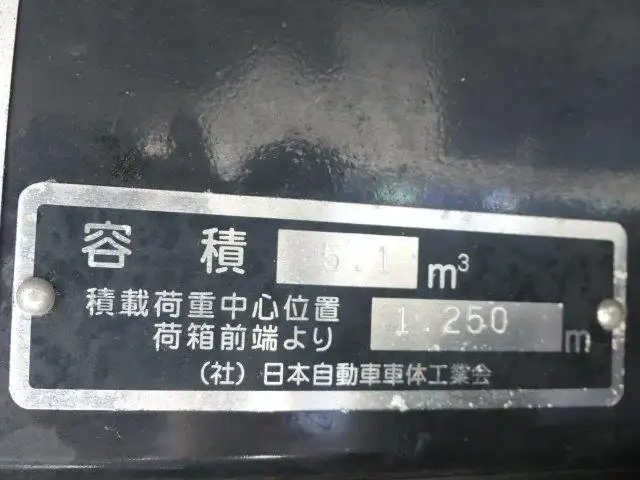 容積 5.1 m³
積載荷重中心位置
荷箱前端より 1.250 m
（社）日本自動車車体工業会